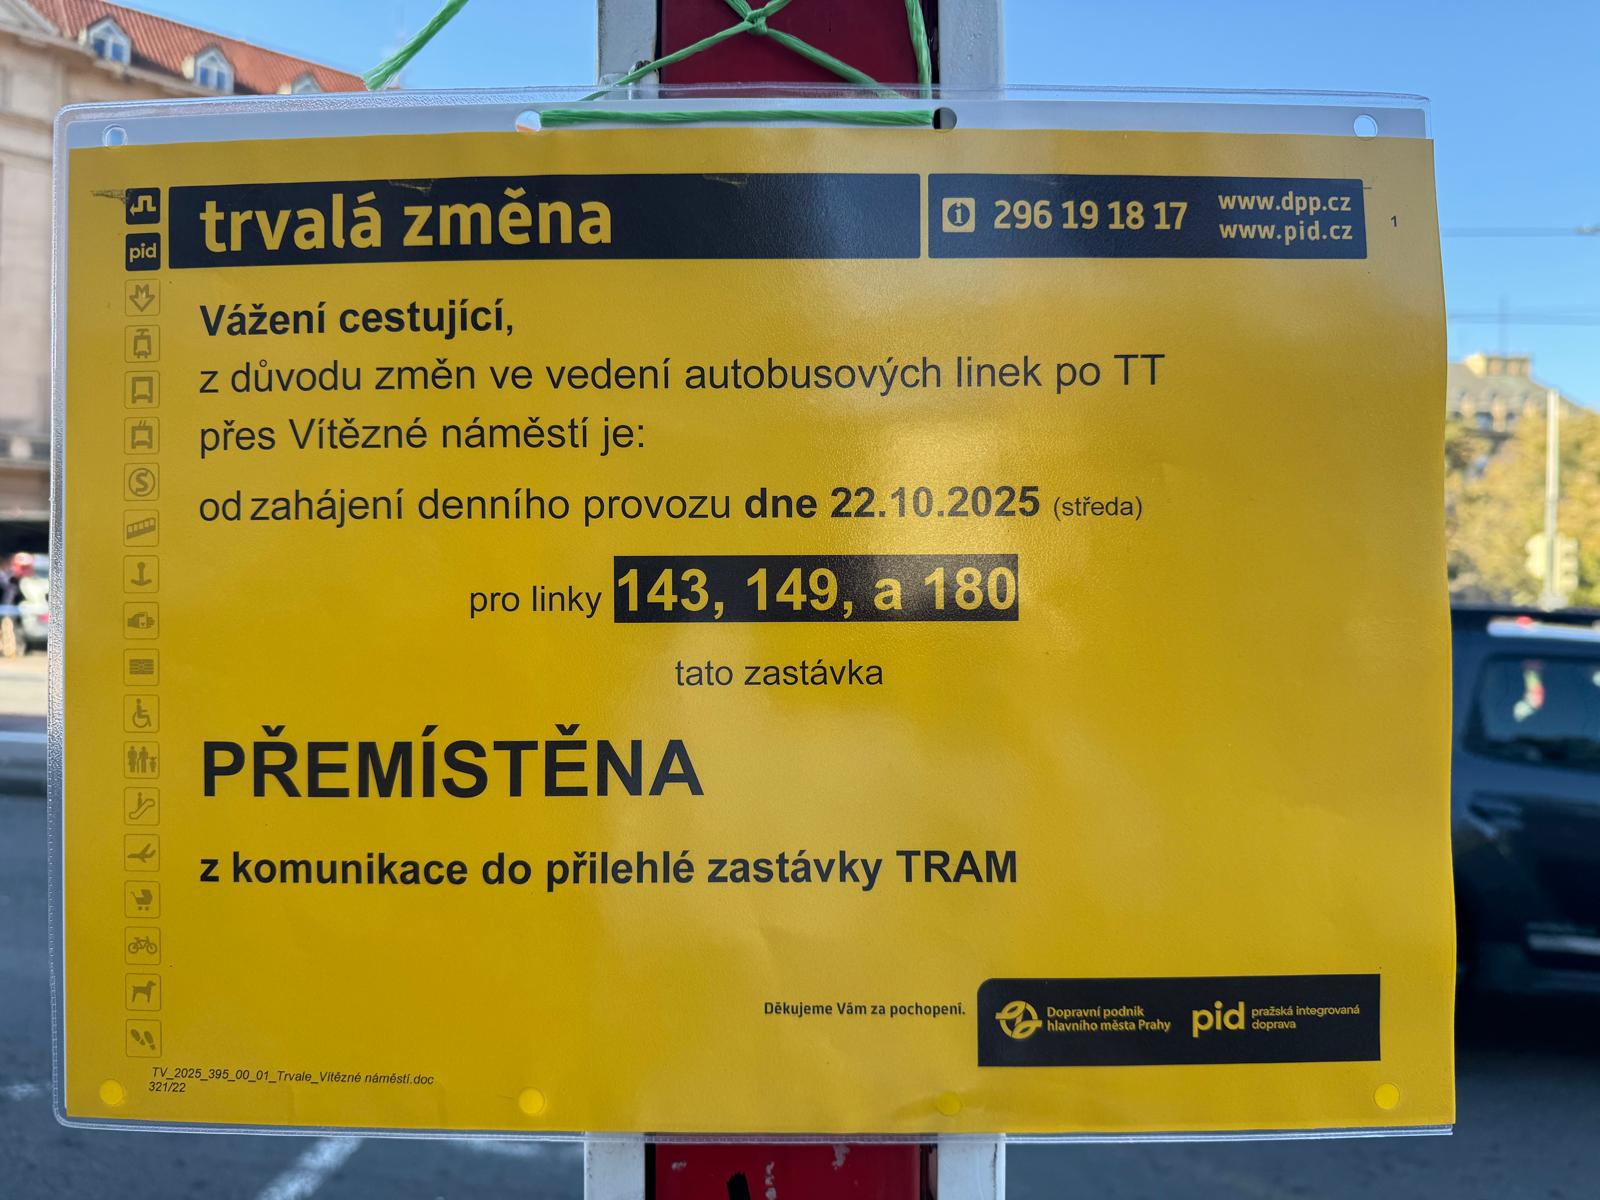 trvalá změna
296 19 18 17
www.dpp.cz
www.pid.cz
1
pid
Vážení cestující,
z důvodu změn ve vedení autobusových linek po TT
přes Vítězné náměstí je:
od zahájení denního provozu dne 22.10.2025 (středa)
pro linky 143, 149, a 180
tato zastávka
PŘEMÍSTĚNA
z komunikace do přilehlé zastávky TRAM
Děkujeme Vám za pochopení.
Dopravní podnik
hlavního města Prahy
pid pražská integrovaná
doprava
TV_2025_395_00_01_Trvale_Vítězné náměstí.doc
321/22